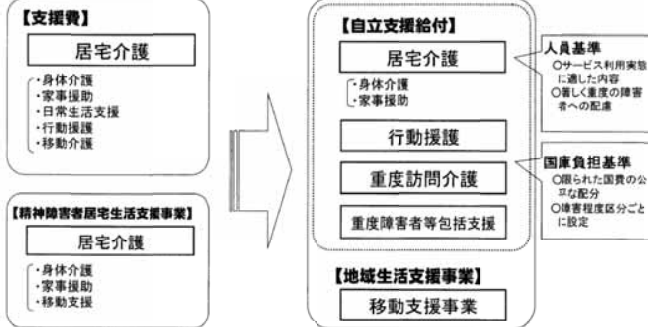 【支援費】
居宅介護
・身体介護
・家事援助
・日常生活支援
・行動援護
・移動介護
【精神障害者居宅生活支援事業】
居宅介護
・身体介護
・家事援助
・移動支援
【自立支援給付】
居宅介護
・身体介護
・家事援助
行動援護
重度訪問介護
重度障害者等包括支援
【地域生活支援事業】
移動支援事業
人員基準
○サービス利用実態
に適した内容
○著しく重度の障害
者への配慮
国庫負担基準
○限られた国費の公
平な配分
○障害程度区分ごと
に設定